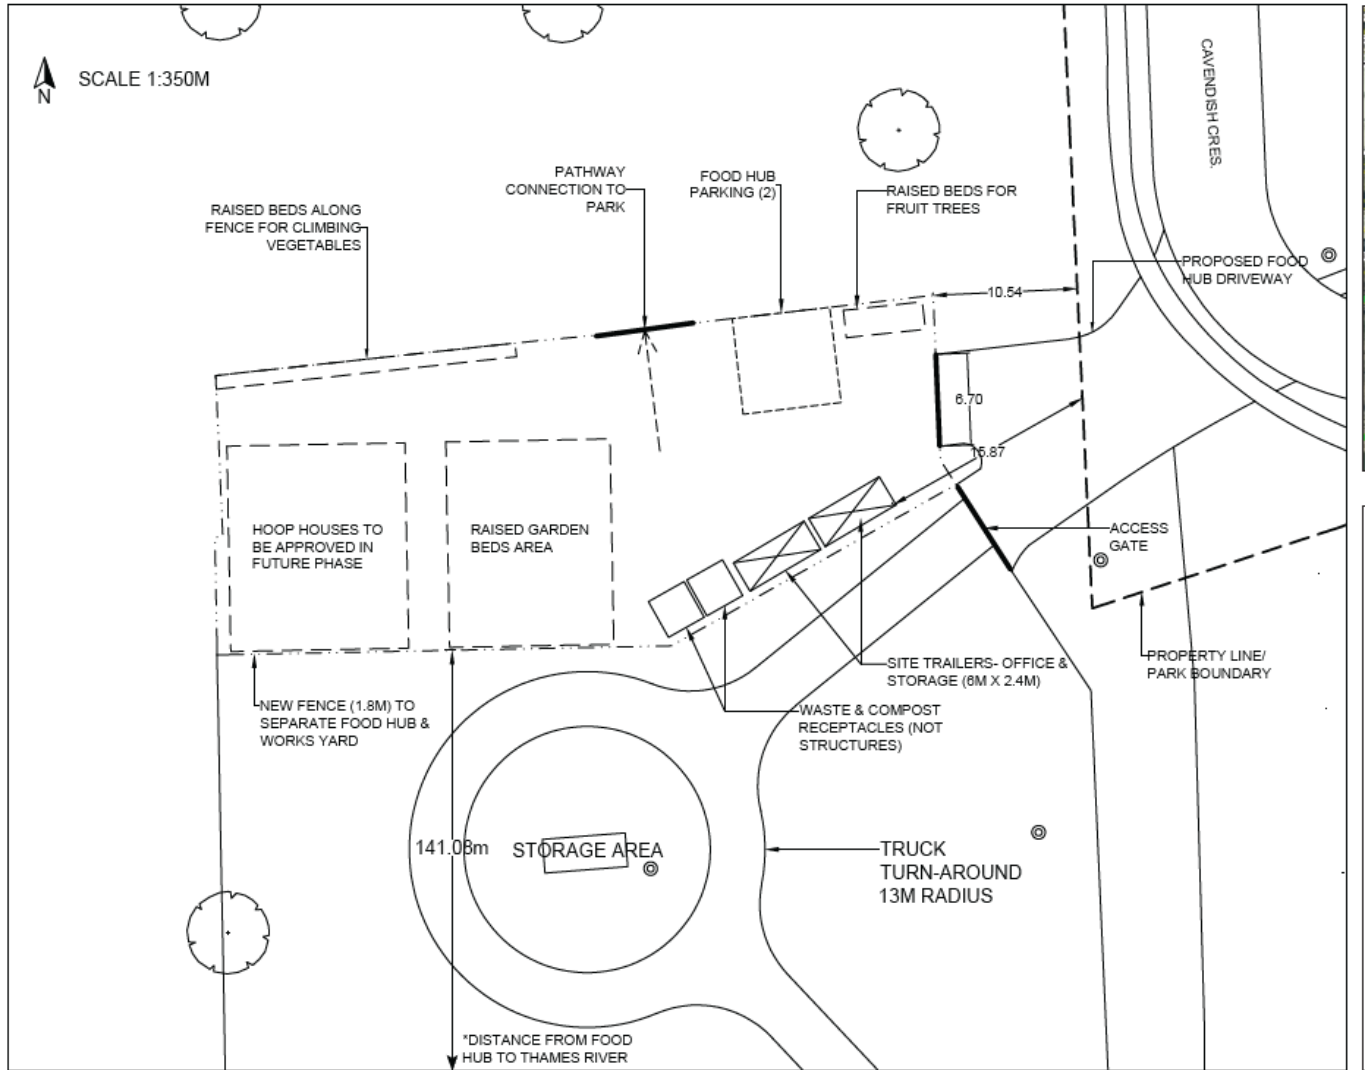 CAVENDISH CRES.
SCALE 1:350M
N
PATHWAY
CONNECTION TO
PARK
FOOD HUB
PARKING (2)
RAISED BEDS FOR
FRUIT TREES
RAISED BEDS ALONG
FENCE FOR CLIMBING
VEGETABLES
PROPOSED FOOD
HUB DRIVEWAY
10.54
6.70
15.87
HOOP HOUSES TO
BE APPROVED IN
FUTURE PHASE
RAISED GARDEN
BEDS AREA
ACCESS
GATE
SITE TRAILERS- OFFICE &
STORAGE (6M X 2.4M)
PROPERTY LINE/
PARK BOUNDARY
NEW FENCE (1.8M) TO
SEPARATE FOOD HUB &
WORKS YARD
WASTE & COMPOST
RECEPTACLES (NOT
STRUCTURES)
141.08m
STORAGE AREA
TRUCK
TURN-AROUND
13M RADIUS
*DISTANCE FROM FOOD
HUB TO THAMES RIVER